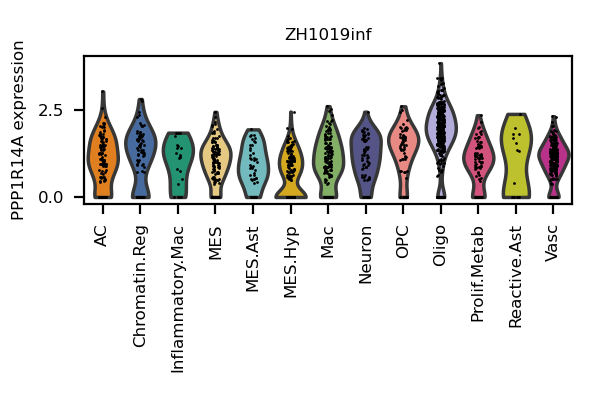 ZH1019inf
PPP1R14A expression
2.5
0.0
AC
Chromatin.Reg
Inflammatory.Mac
MES
MES.Ast
MES.Hyp
Mac
Neuron
OPC
Oligo
Prolif.Metab
Reactive.Ast
Vasc